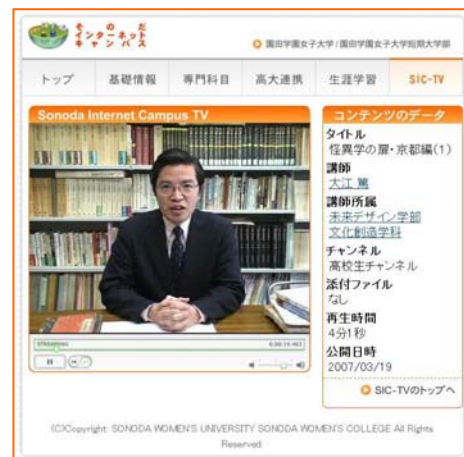 そのだ
インターネット
キャンパス
園田学園女子大学/園田学園女子大学短期大学部
トップ
基礎情報
専門科目
高大連携
生涯学習
SIC-TV
Sonoda Internet Campus TV
STREAMING
コンテンツのデータ
タイトル
怪異学の扉・京都編(1)
講師
大江 篤
講師所属
未来デザイン学部
文化創造学科
チャンネル
高校生チャンネル
添付ファイル
なし
再生時間
4分1秒
公開日時
2007/03/19
SIC-TVのトップへ
(C)Copyright SONODA WOMEN'S UNIVERSITY SONODA WOMEN'S COLLEGE All Rights
Reserved.